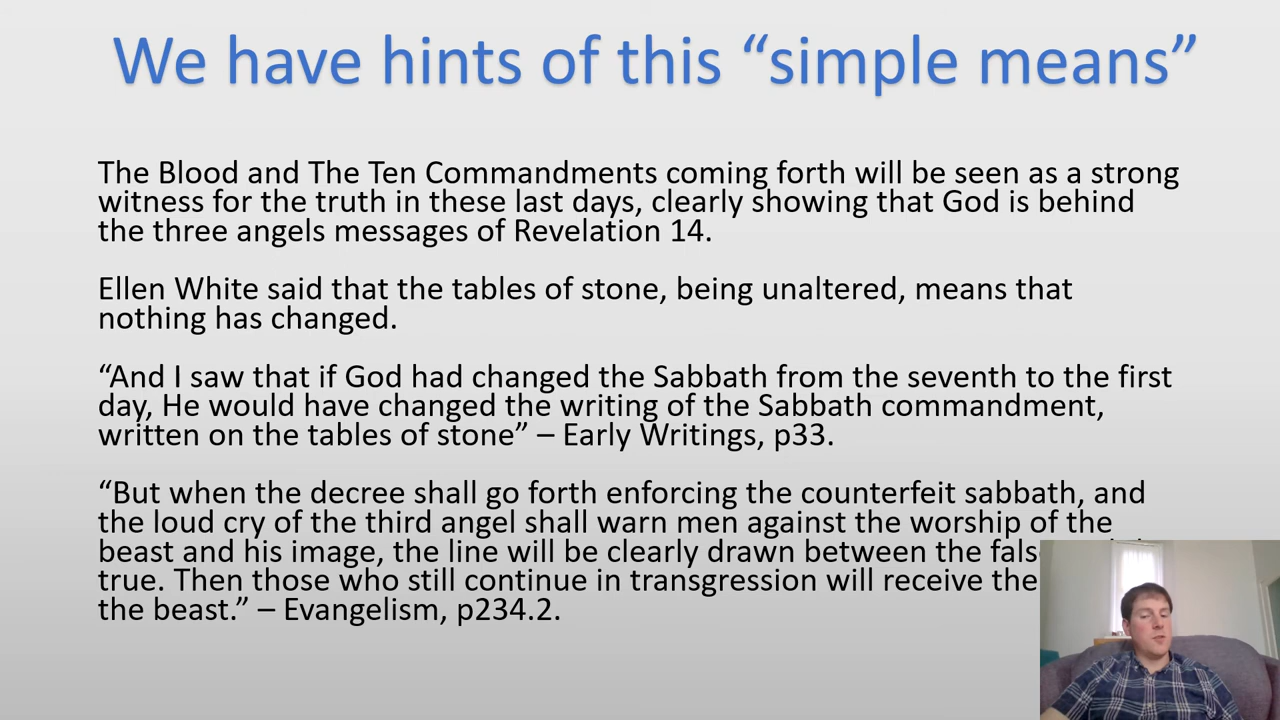 We have hints of this “simple means”
The Blood and The Ten Commandments coming forth will be seen as a strong
witness for the truth in these last days, clearly showing that God is behind
the three angels messages of Revelation 14.
Ellen White said that the tables of stone, being unaltered, means that
nothing has changed.
“And I saw that if God had changed the Sabbath from the seventh to the first
day, He would have changed the writing of the Sabbath commandment,
written on the tables of stone” – Early Writings, p33.
“But when the decree shall go forth enforcing the counterfeit sabbath, and
the loud cry of the third angel shall warn men against the worship of the
beast and his image, the line will be clearly drawn between the
true. Then those who still continue in transgression will receive the
the beast.” – Evangelism, p234.2.